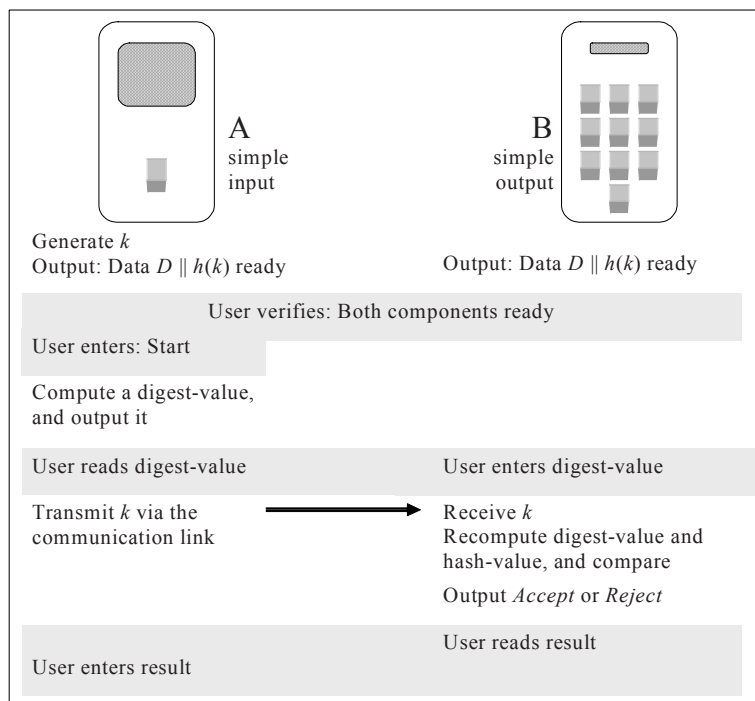 A
simple
input
B
simple
output
Generate k
Output: Data D || h(k) ready
Output: Data D || h(k) ready
User verifies: Both components ready
User enters: Start
Compute a digest-value,
and output it
User reads digest-value
User enters digest-value
Transmit k via the
communication link
Receive k
Recompute digest-value and
hash-value, and compare
Output Accept or Reject
User reads result
User enters result